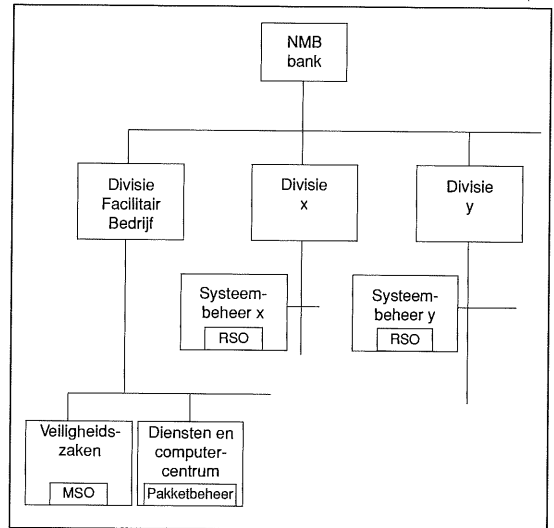 NMB
bank
Divisie
Facilitair
Bedrijf
Divisie
x
Divisie
y
Systeem-
beheer x
RSO
Systeem-
beheer y
RSO
Veiligheids-
zaken
MSO
Diensten en
computer-
centrum
Pakketbeheer